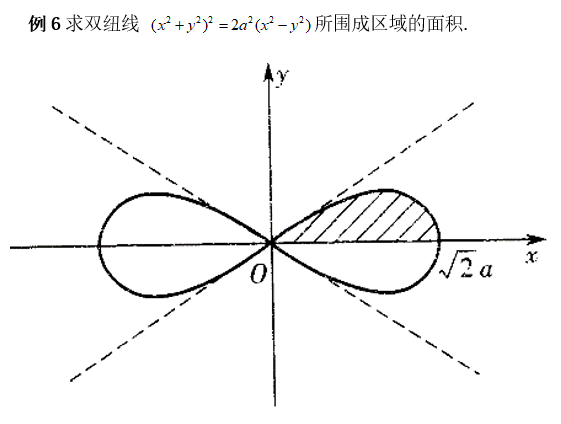 例 6 求双纽线 (x²+y²)² =2a²(x²−y²)所围成区域的面积.
y
O
√2 a
x